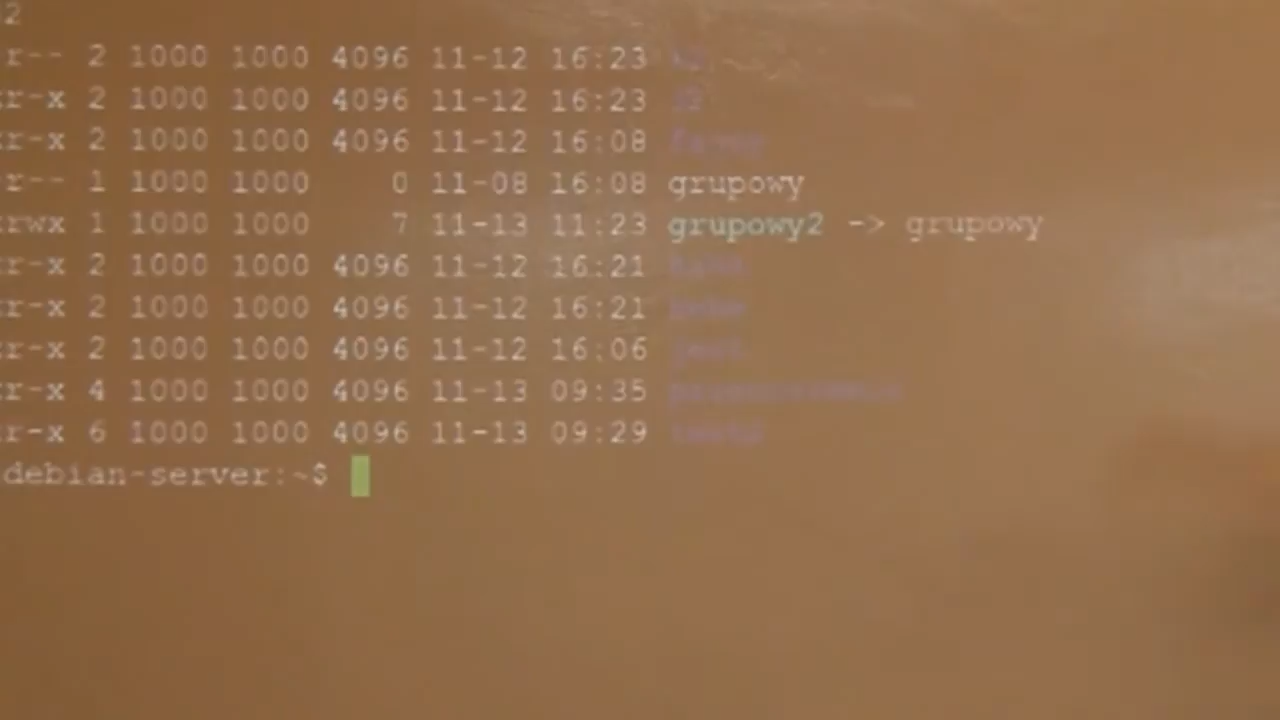 2
r-- 2 1000 1000 4096 11-12 16:23
r-x 2 1000 1000 4096 11-12 16:23
r-x 2 1000 1000 4096 11-12 16:08
r-- 1 1000 1000 0 11-08 16:08 grupowy
rwx 1 1000 1000 7 11-13 11:23 grupowy2 -> grupowy
r-x 2 1000 1000 4096 11-12 16:21
r-x 2 1000 1000 4096 11-12 16:21
r-x 2 1000 1000 4096 11-12 16:06
r-x 4 1000 1000 4096 11-13 09:35
r-x 6 1000 1000 4096 11-13 09:29
debian-server:~$